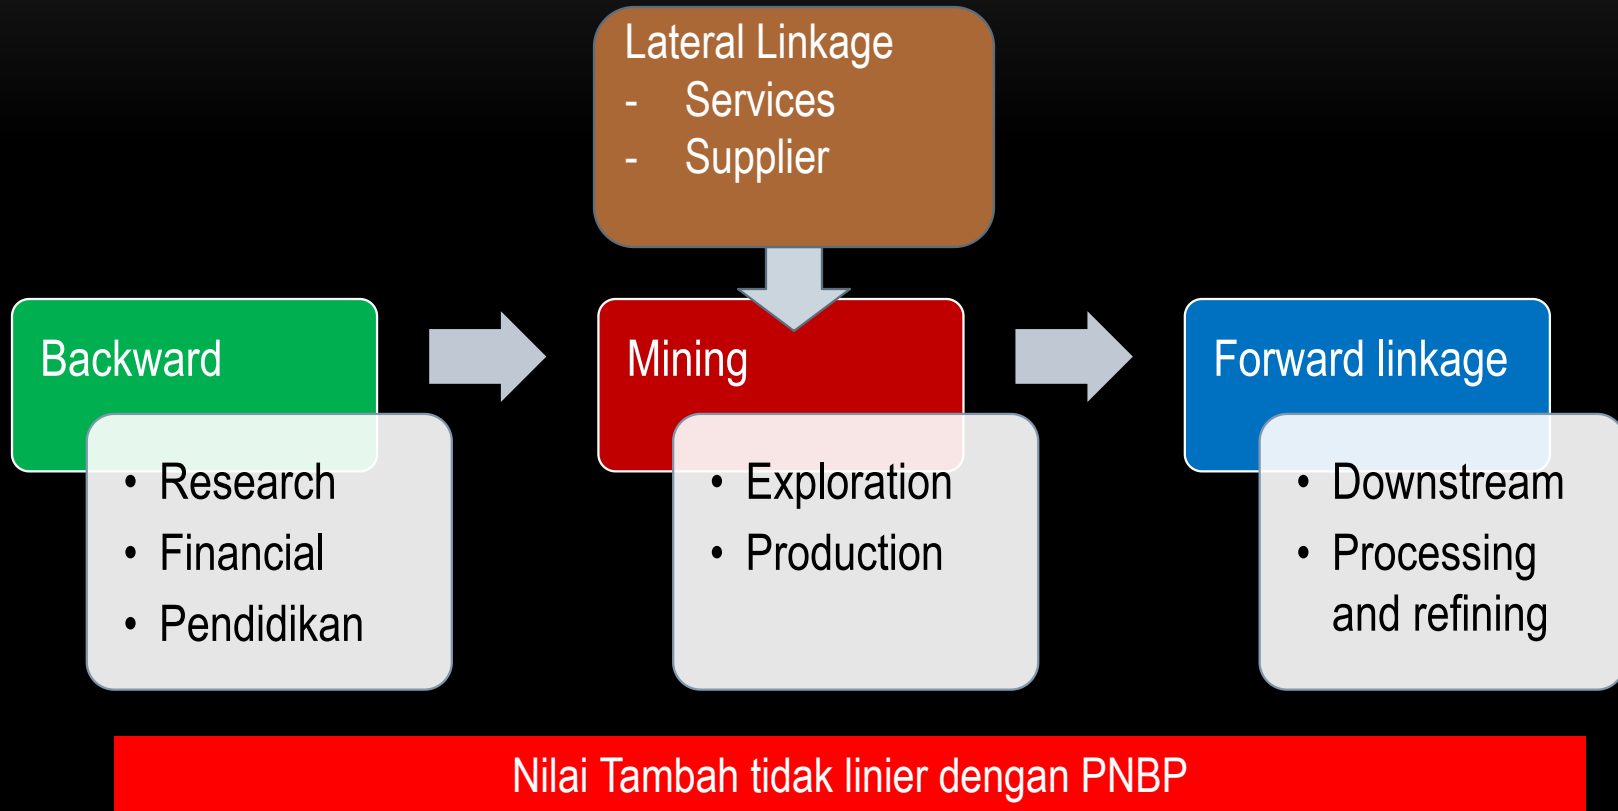 Lateral Linkage
- Services
- Supplier
Backward
• Research
• Financial
• Pendidikan
Mining
• Exploration
• Production
Forward linkage
• Downstream
• Processing
and refining
Nilai Tambah tidak linier dengan PNBP